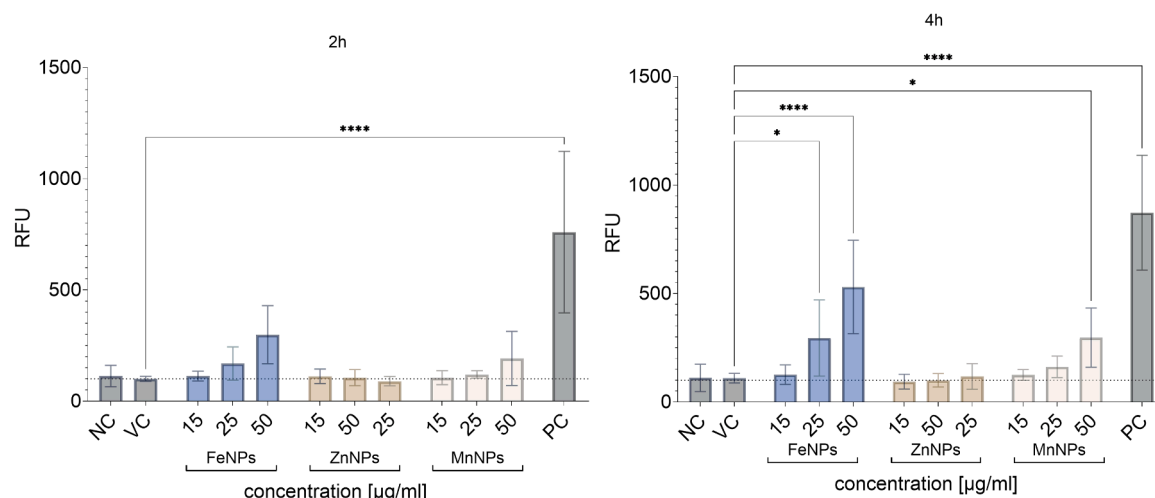 2h
1500
1000
500
0
RFU
****
NC VC 15 25 50 15 50 25 15 25 50 PC
FeNPs ZnNPs MnNPs
concentration [µg/ml]
4h
1500
1000
500
0
RFU
****
*
****
*
NC VC 15 25 50 15 50 25 15 25 50 PC
FeNPs ZnNPs MnNPs
concentration [µg/ml]